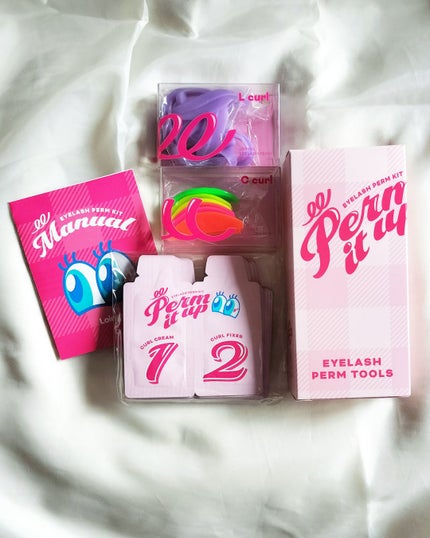 L curl
C curl
EYELASH PERM KIT
Manual
Perm
it up
CURL CREAM
1
CURL FIXER
2
EYELASH PERM KIT
Perm
it up
EYELASH
PERM TOOLS